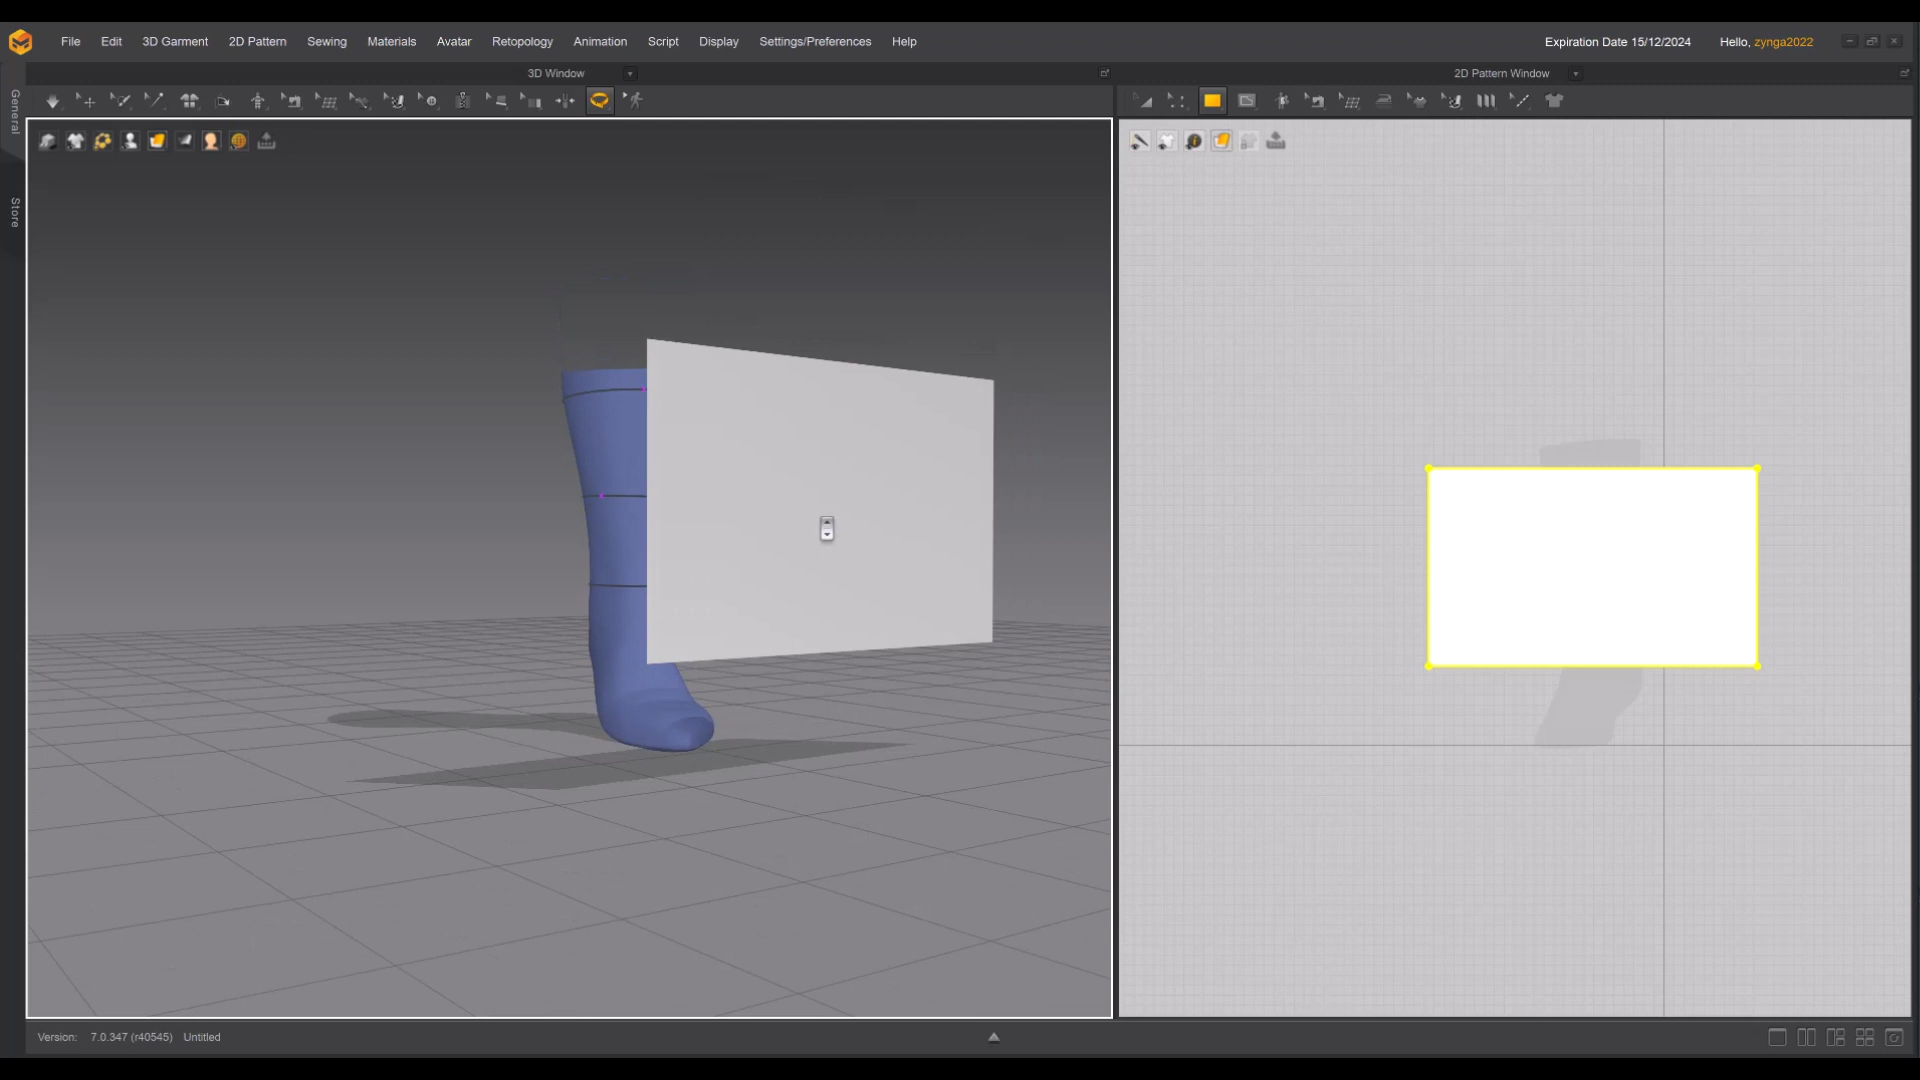 File Edit 3D Garment 2D Pattern Sewing Materials Avatar Retopology Animation Script Display Settings/Preferences Help Expiration Date 15/12/2024 Hello, zynga2022
3D Window 2D Pattern Window
General
Store
Version: 7.0.347 (r40545) Untitled